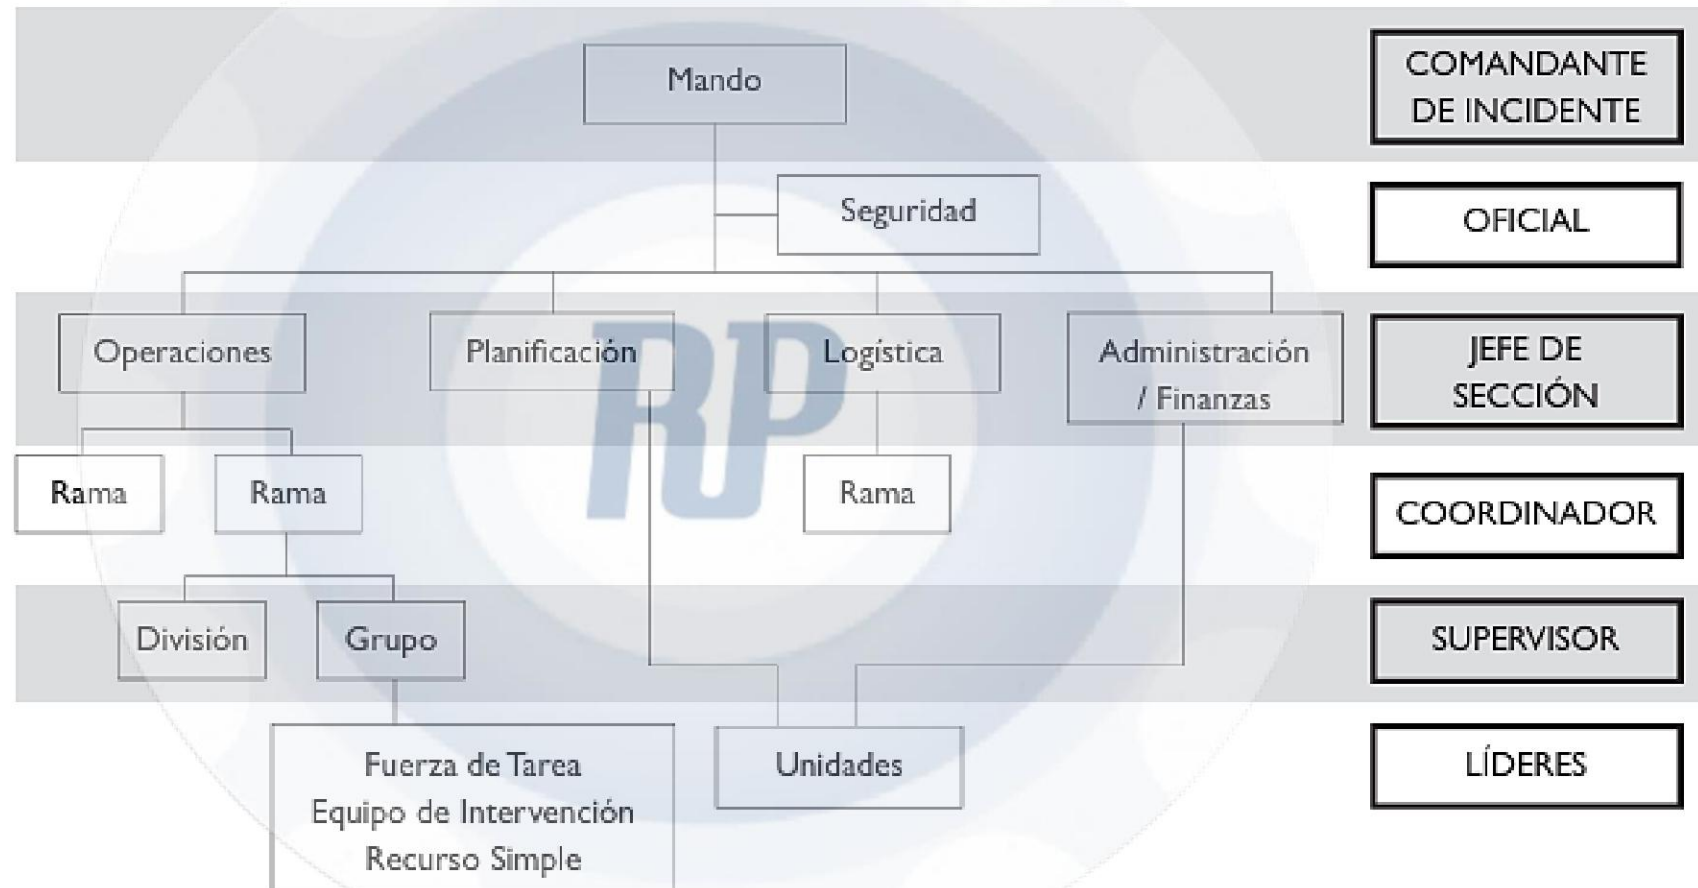 Mando
COMANDANTE
DE INCIDENTE
Seguridad
OFICIAL
Operaciones
Planificación
Logística
Administración
/ Finanzas
JEFE DE
SECCIÓN
Rama
Rama
Rama
COORDINADOR
División
Grupo
SUPERVISOR
Fuerza de Tarea
Equipo de Intervención
Recurso Simple
Unidades
LÍDERES
RP